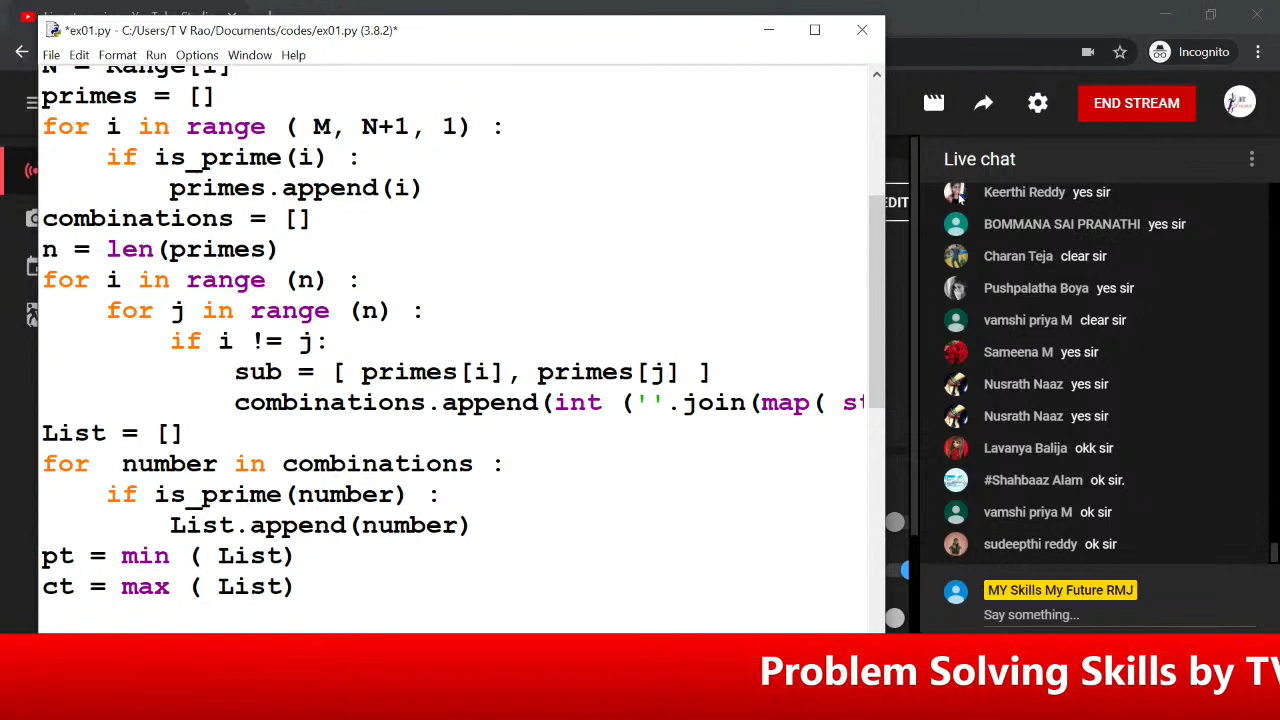 *ex01.py - C:/Users/T V Rao/Documents/codes/ex01.py (3.8.2)*
File Edit Format Run Options Window Help
N = Range[i]
primes = []
for i in range ( M, N+1, 1) :
if is_prime(i) :
primes.append(i)
combinations = []
n = len(primes)
for i in range (n) :
for j in range (n) :
if i != j:
sub = [ primes[i], primes[j] ]
combinations.append(int (''.join(map( st
List = []
for number in combinations :
if is_prime(number) :
List.append(number)
pt = min ( List)
ct = max ( List)
Incognito
END STREAM
EDIT
Live chat
Keerthi Reddy yes sir
BOMMANA SAI PRANATHI yes sir
Charan Teja clear sir
Pushpalatha Boya yes sir
vamshi priya M clear sir
Sameena M yes sir
Nusrath Naaz yes sir
Nusrath Naaz yes sir
Lavanya Balija okk sir
#Shahbaaz Alam ok sir.
vamshi priya M ok sir
sudeepthi reddy ok sir
MY Skills My Future RMJ
Say something...
Problem Solving Skills by TV